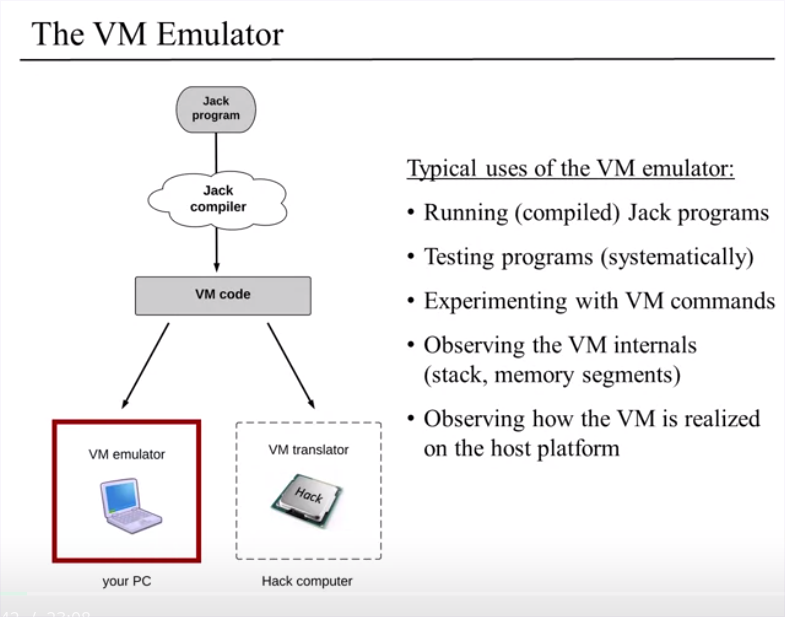 The VM Emulator
Jack
program
Jack
compiler
VM code
VM emulator
your PC
VM translator
Hack
Hack computer
Typical uses of the VM emulator:
• Running (compiled) Jack programs
• Testing programs (systematically)
• Experimenting with VM commands
• Observing the VM internals
(stack, memory segments)
• Observing how the VM is realized
on the host platform